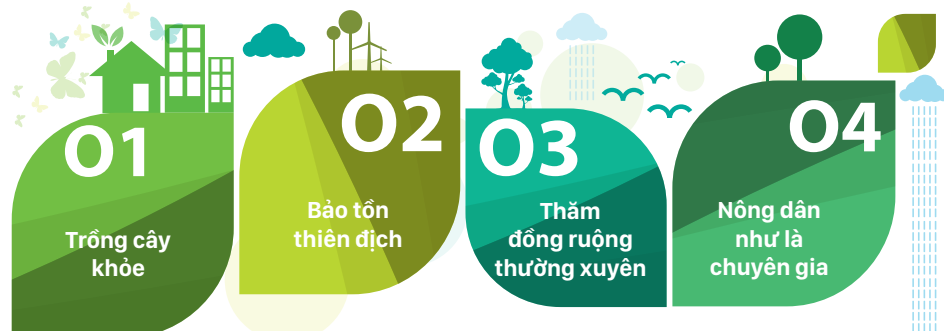 01
Trồng cây
khỏe
02
Bảo tồn
thiên địch
03
Thăm
đồng ruộng
thường xuyên
04
Nông dân
như là
chuyên gia